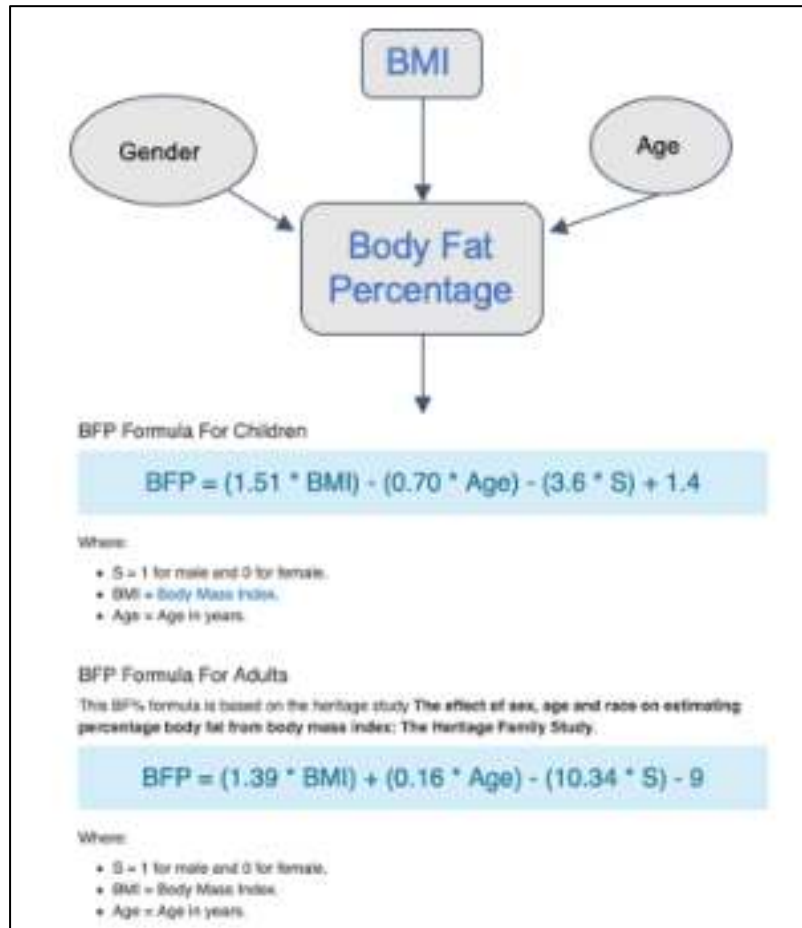 BMI
Gender
Age
Body Fat
Percentage
BFP Formula For Children
BFP = (1.51 * BMI) - (0.70 * Age) - (3.6 * S) + 1.4
Where:
• S = 1 for male and 0 for female.
• BMI = Body Mass Index.
• Age = Age in years.
BFP Formula For Adults
This BF% formula is based on the heritage study The effect of sex, age and race on estimating
percentage body fat from body mass index: The Heritage Family Study.
BFP = (1.39 * BMI) + (0.16 * Age) - (10.34 * S) - 9
Where:
• S = 1 for male and 0 for female.
• BMI = Body Mass Index
• Age = Age in years.